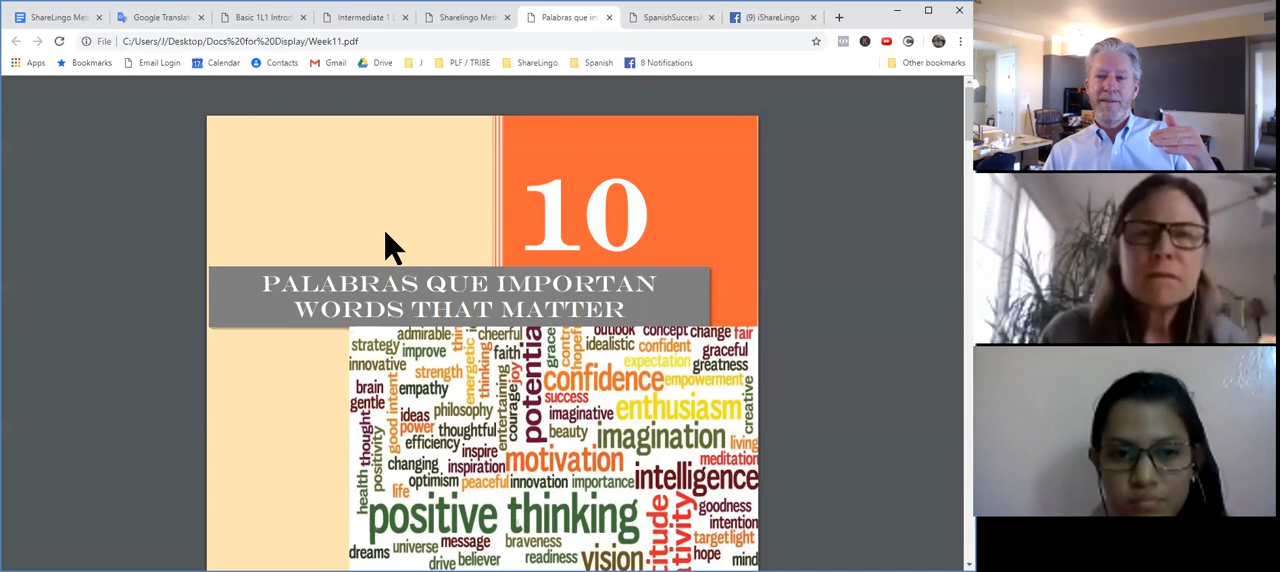 ShareLingo Met
Google Translat
Basic 1L1 Introd
Intermediate 1 L
Sharelingo Met
Palabras que im
SpanishSuccess
(9) iShareLingo
File C:/Users/J/Desktop/Docs%20for%20Display/Week11.pdf
Apps Bookmarks Email Login Calendar Contacts Gmail Drive J PLF / TRIBE ShareLingo Spanish 8 Notifications Other bookmarks
10
PALABRAS QUE IMPORTAN
WORDS THAT MATTER
admirable
cheerful
outlook
concept
change
fair
strategy
improve
energetic
thinking
faith
grace
idealistic
confident
graceful
innovative
strength
joy
expectation
greatness
brain
empathy
entertaining
courage
potentia
confidence
empowerment
gentle
good intent
success
creative
ideas
philosophy
imaginative
enthusiasm
power
thoughtful
beauty
imagination
living
thought
positivity
efficiency
inspire
meditation
changing
inspiration
motivation
intelligence
health
optimism
peaceful
innovation
importance
life
positive thinking
goodness
intention
target
light
dreams
universe
message
braveness
hope
mind
drive
believer
readiness
vision